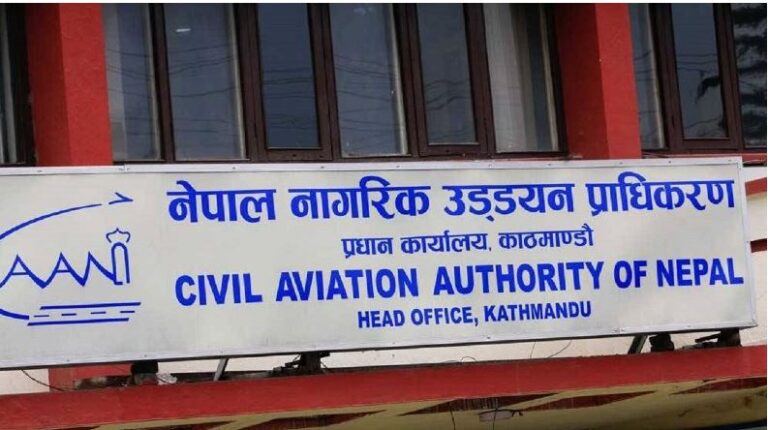 CAAN
नेपाल नागरिक उड्डयन प्राधिकरण
प्रधान कार्यालय, काठमाण्डौ
CIVIL AVIATION AUTHORITY OF NEPAL
HEAD OFFICE, KATHMANDU